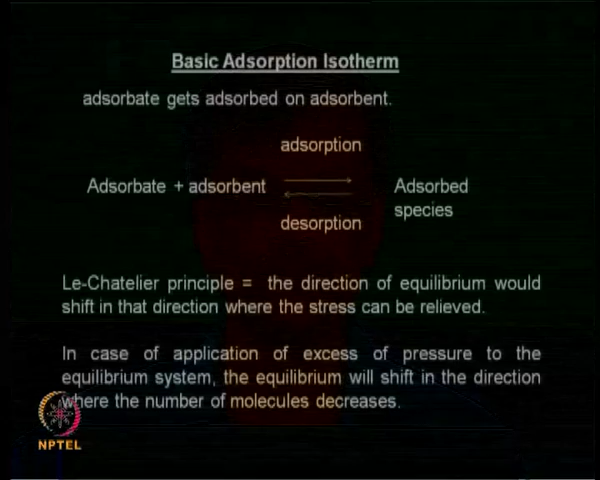 Basic Adsorption Isotherm
adsorbate gets adsorbed on adsorbent.
adsorption
Adsorbate + adsorbent
Adsorbed
species
desorption
Le-Chatelier principle = the direction of equilibrium would
shift in that direction where the stress can be relieved.
In case of application of excess of pressure to the
equilibrium system, the equilibrium will shift in the direction
where the number of molecules decreases.
NPTEL